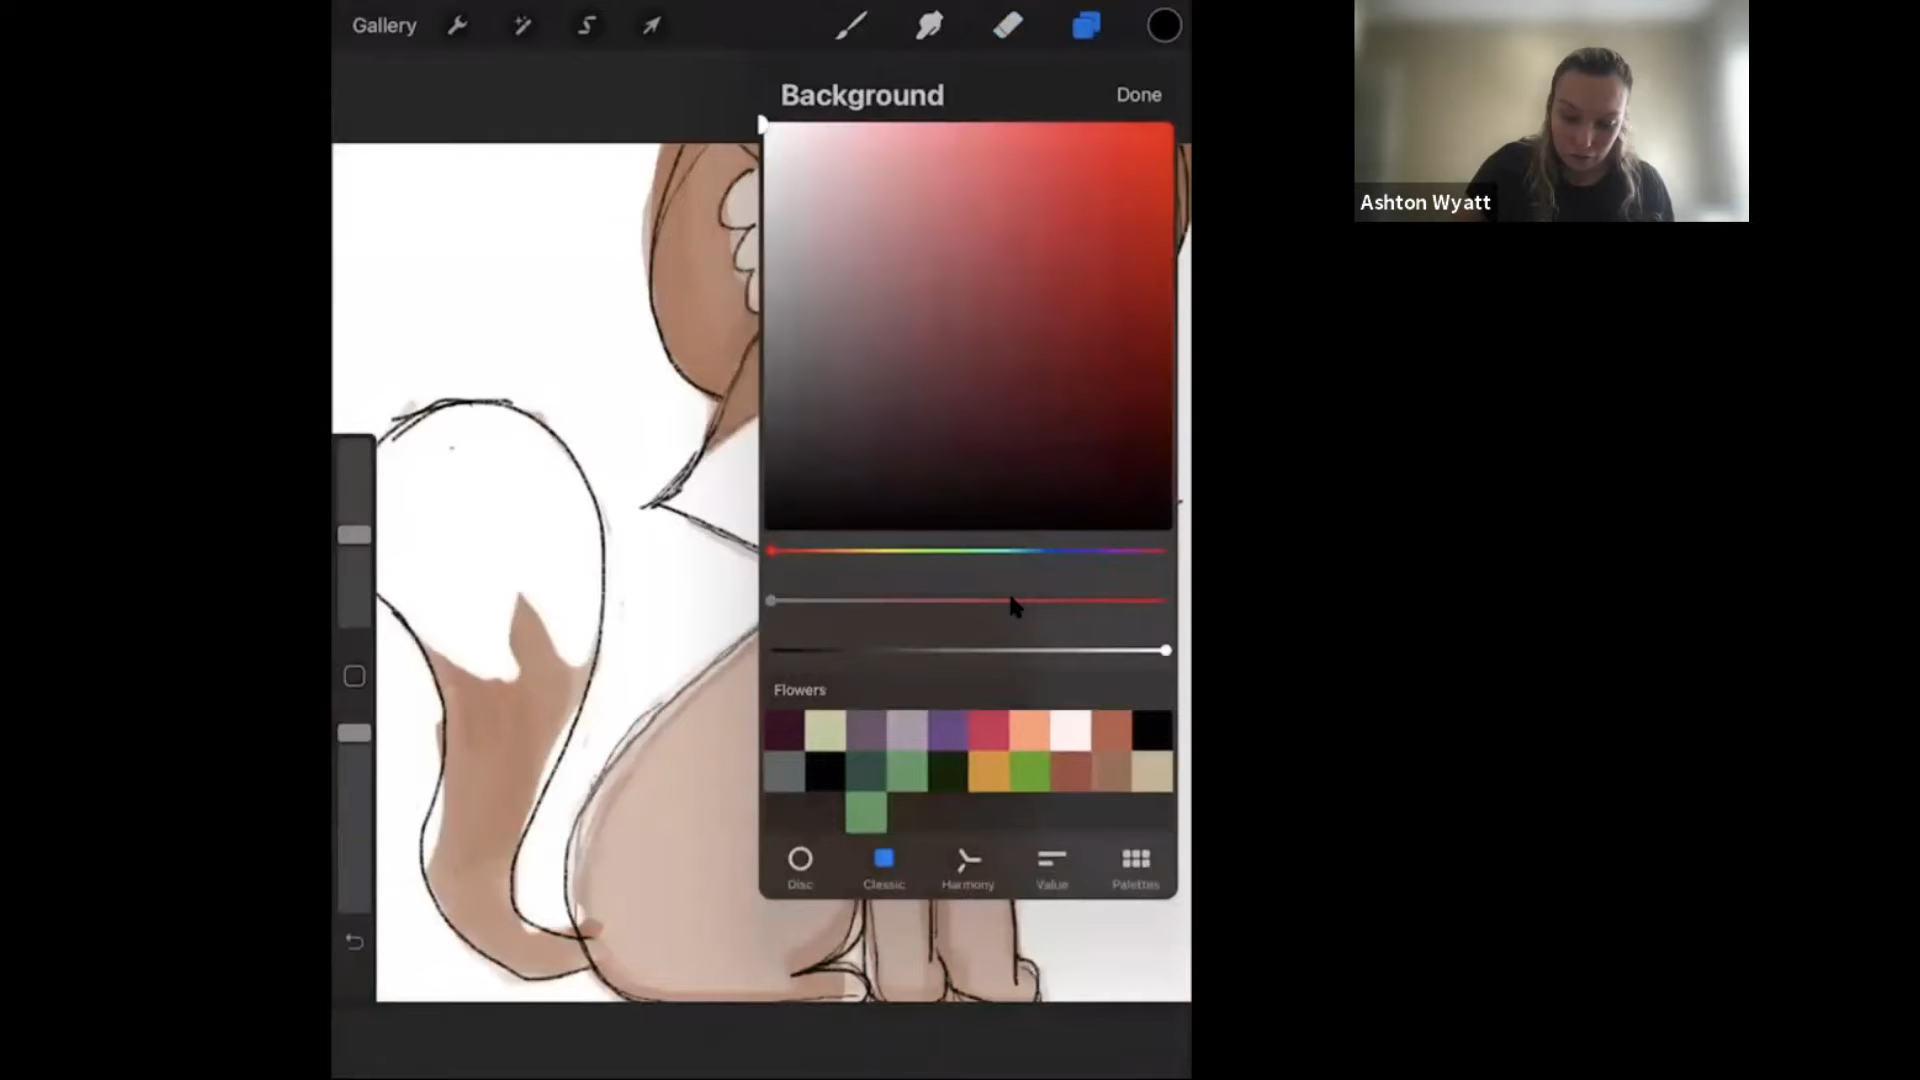 Gallery
Background
Done
Ashton Wyatt
Flowers
Disc
Classic
Harmony
Value
Palettes